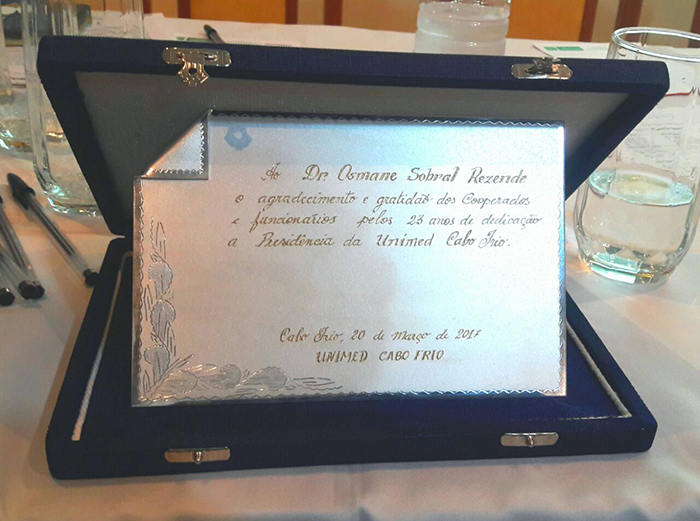 Ao Dr. Osmane Sobral Rezende
o agradecimento e gratidão dos Cooperados
e funcionários pelos 23 anos de dedicação
a Presidência da Unimed Cabo Frio.
Cabo Frio, 20 de Março de 2017
UNIMED CABO FRIO